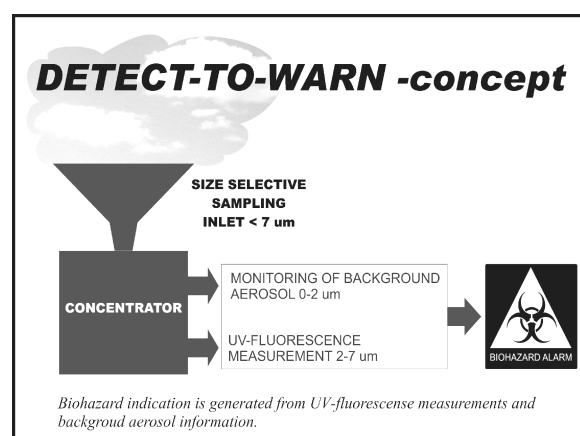 DETECT-TO-WARN -concept
SIZE SELECTIVE
SAMPLING
INLET < 7 um
CONCENTRATOR
MONITORING OF BACKGROUND
AEROSOL 0-2 um
UV-FLUORESCENCE
MEASUREMENT 2-7 um
BIOHAZARD ALARM
Biohazard indication is generated from UV-fluorescense measurements and
backgroud aerosol information.